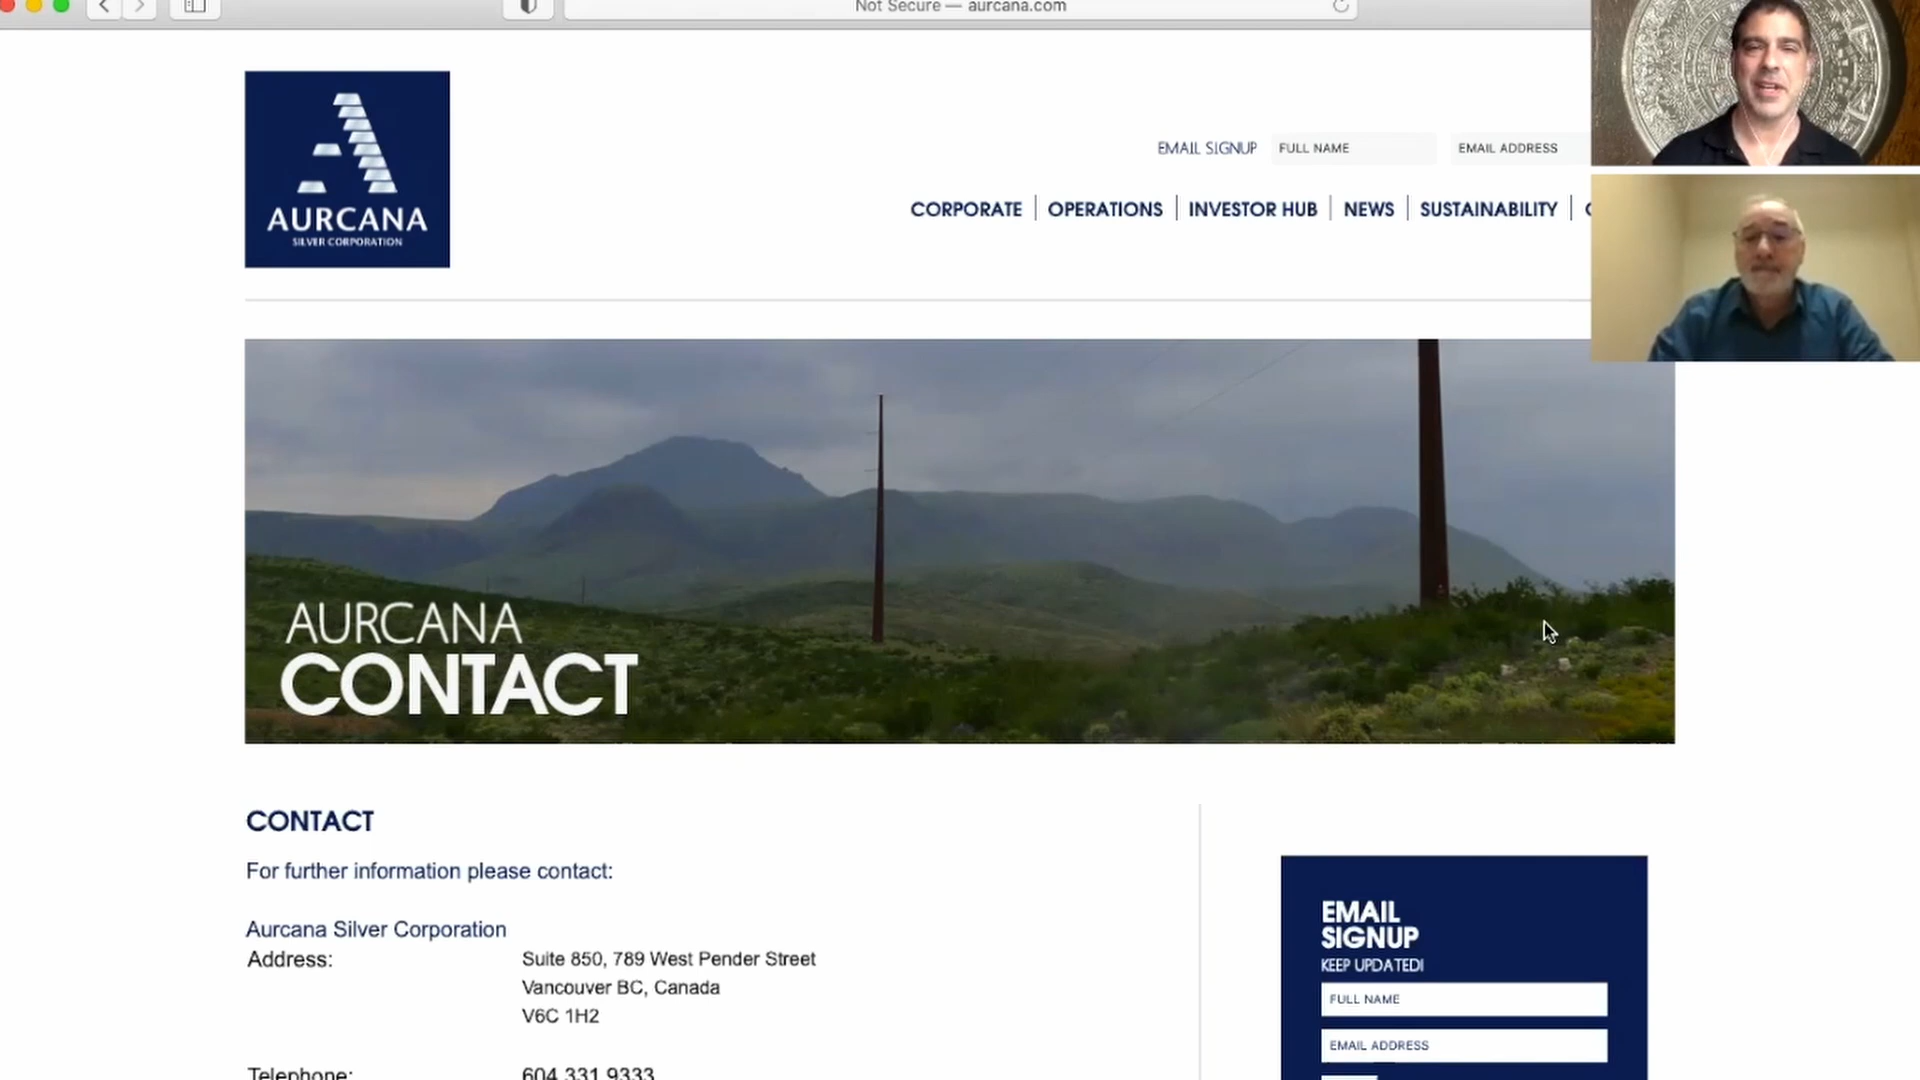 Not Secure — aurcana.com
AURCANA
SILVER CORPORATION
EMAIL SIGNUP
FULL NAME
EMAIL ADDRESS
CORPORATE
OPERATIONS
INVESTOR HUB
NEWS
SUSTAINABILITY
AURCANA
CONTACT
CONTACT
For further information please contact:
Aurcana Silver Corporation
Address:
Suite 850, 789 West Pender Street
Vancouver BC, Canada
V6C 1H2
Telephone:
604.331.9333
EMAIL
SIGNUP
KEEP UPDATED!
FULL NAME
EMAIL ADDRESS